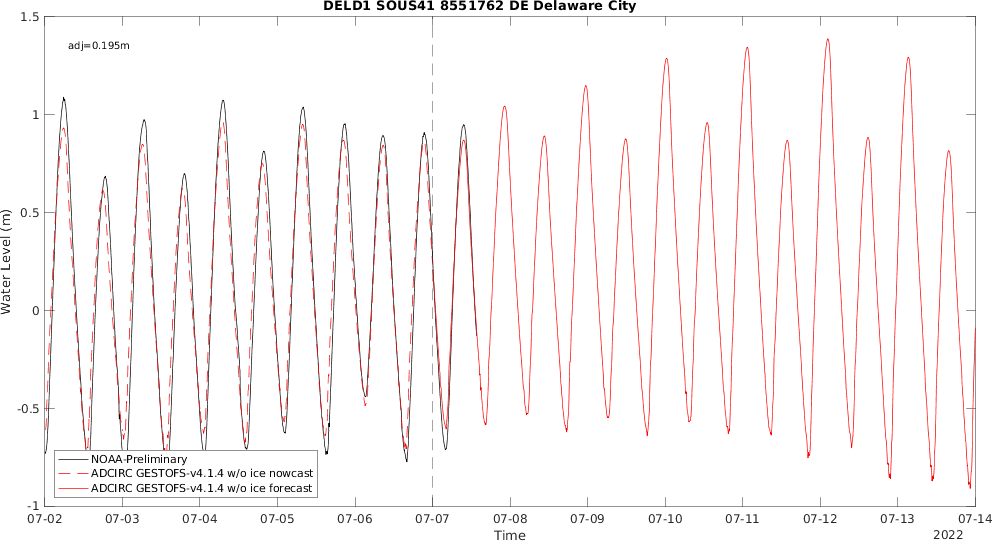 DELD1 SOUS41 8551762 DE Delaware City
adj=0.195m
1.5
1
0.5
0
-0.5
-1
Water Level (m)
NOAA-Preliminary
ADCIRC GESTOFS-v4.1.4 w/o ice nowcast
ADCIRC GESTOFS-v4.1.4 w/o ice forecast
07-02 07-03 07-04 07-05 07-06 07-07 07-08 07-09 07-10 07-11 07-12 07-13 07-14
Time
2022